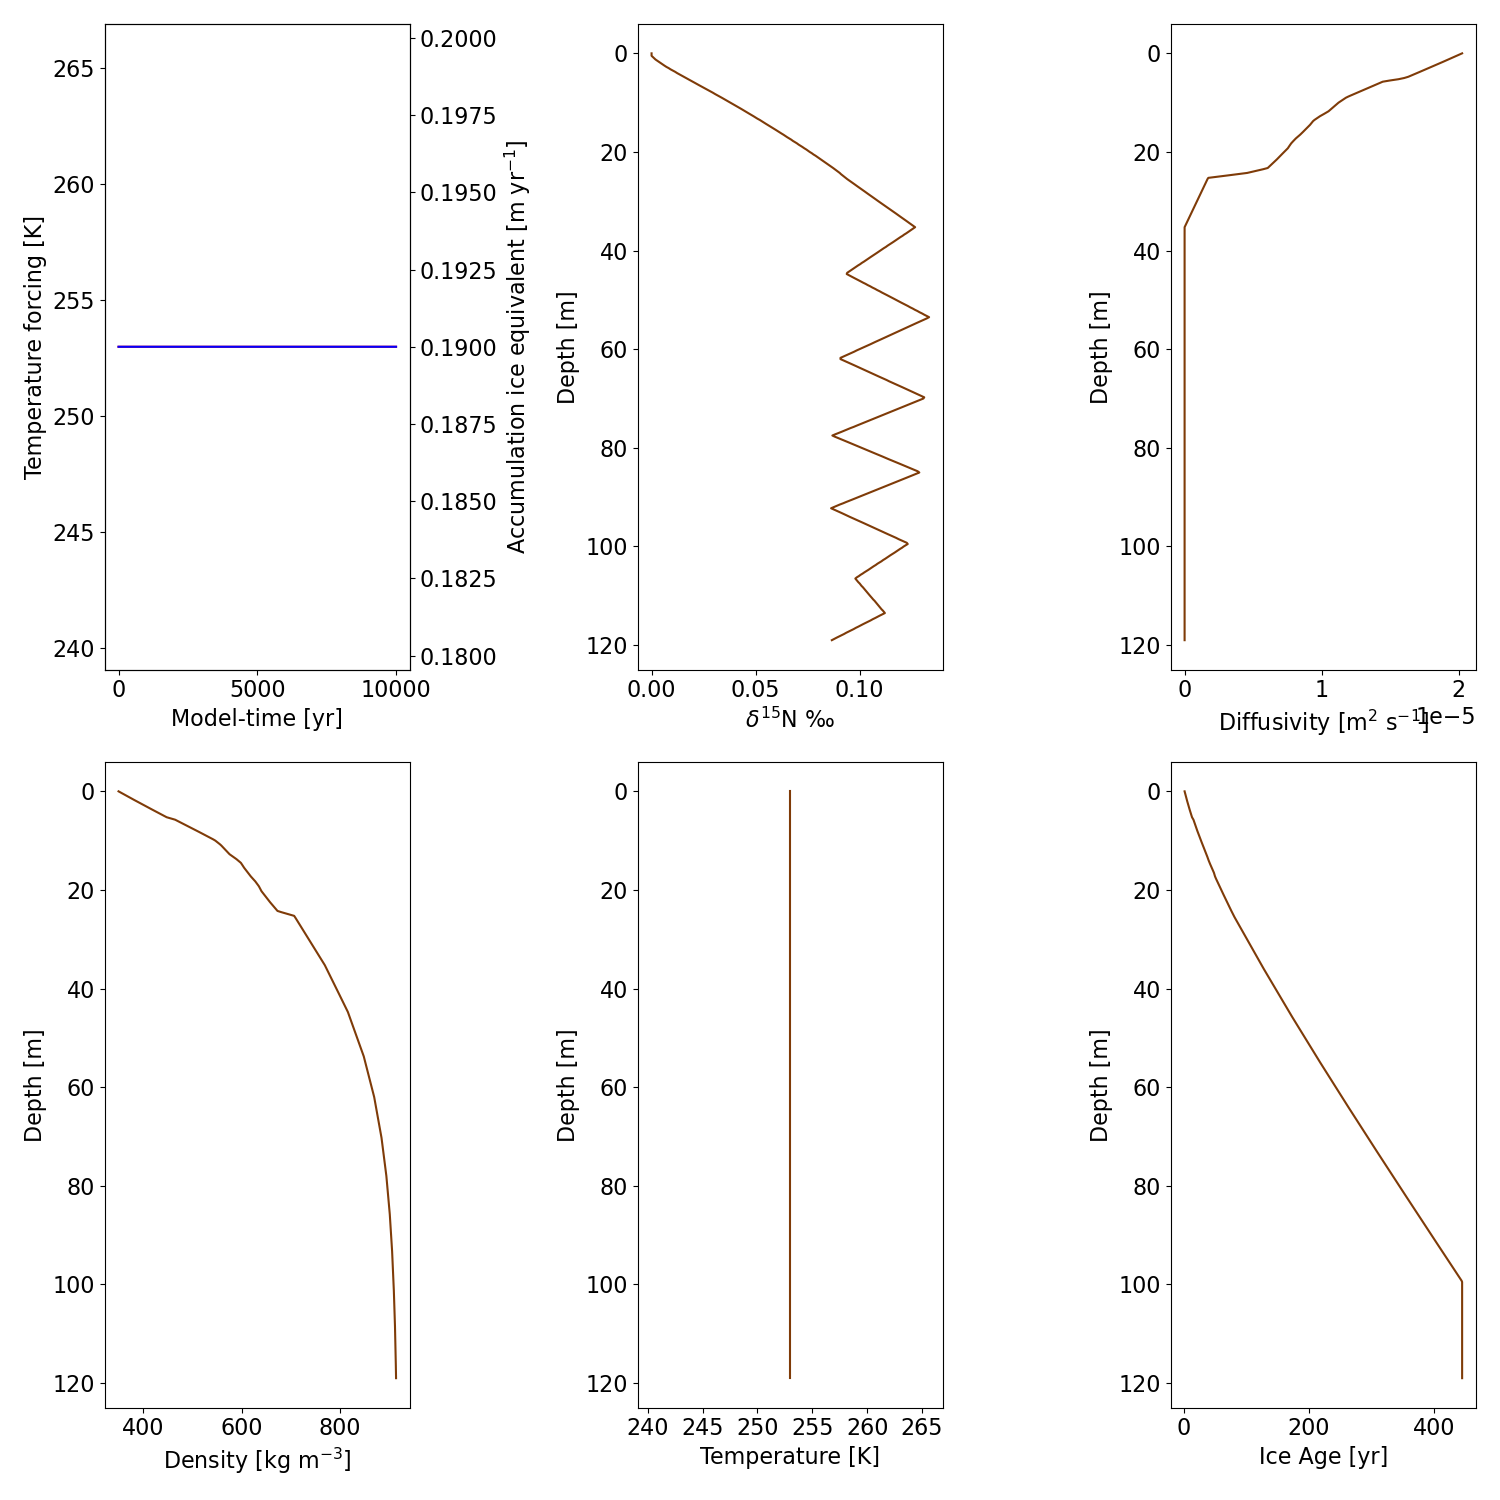 265
260
255
250
245
240
Temperature forcing [K]
0.2000
0.1975
0.1950
0.1925
0.1900
0.1875
0.1850
0.1825
0.1800
Accumulation ice equivalent [m yr⁻¹]
0 5000 10000
Model-time [yr]
0
20
40
60
80
100
120
Depth [m]
0.00 0.05 0.10
δ¹⁵N ‰
0
20
40
60
80
100
120
Depth [m]
0 1 2
Diffusivity [m² s⁻¹]
1e−5
0
20
40
60
80
100
120
Depth [m]
400 600 800
Density [kg m⁻³]
0
20
40
60
80
100
120
Depth [m]
240 245 250 255 260 265
Temperature [K]
0
20
40
60
80
100
120
Depth [m]
0 200 400
Ice Age [yr]